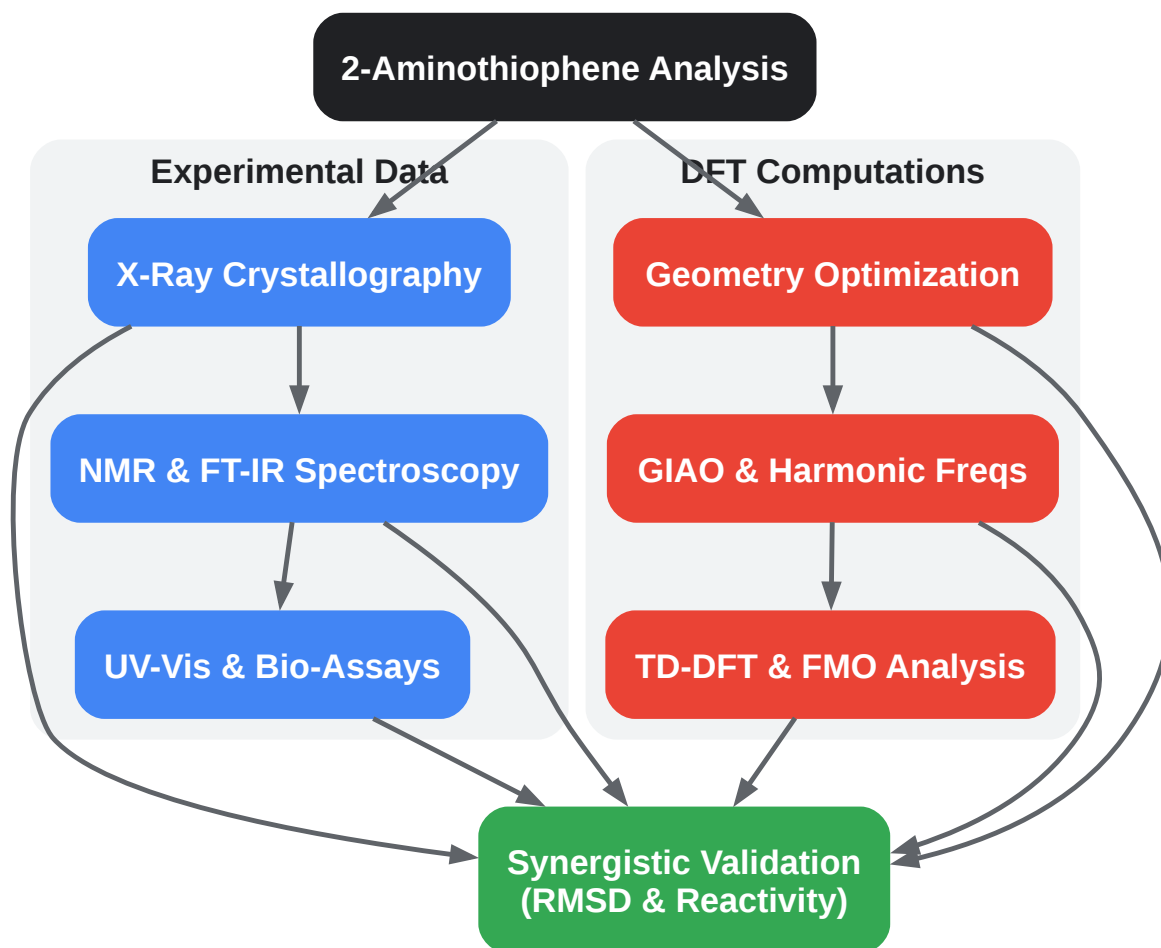 2-Aminothiophene Analysis
Experimental Data
X-Ray Crystallography
NMR & FT-IR Spectroscopy
UV-Vis & Bio-Assays
DFT Computations
Geometry Optimization
GIAO & Harmonic Freqs
TD-DFT & FMO Analysis
Synergistic Validation
(RMSD & Reactivity)